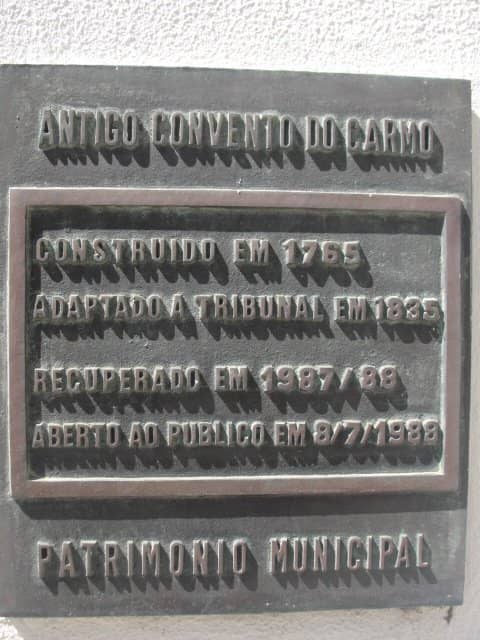 ANTIGO CONVENTO DO CARMO
CONSTRUIDO EM 1765
ADAPTADO A TRIBUNAL EM 1835
RECUPERADO EM 1987/88
ABERTO AO PUBLICO EM 8/7/1988
PATRIMONIO MUNICIPAL